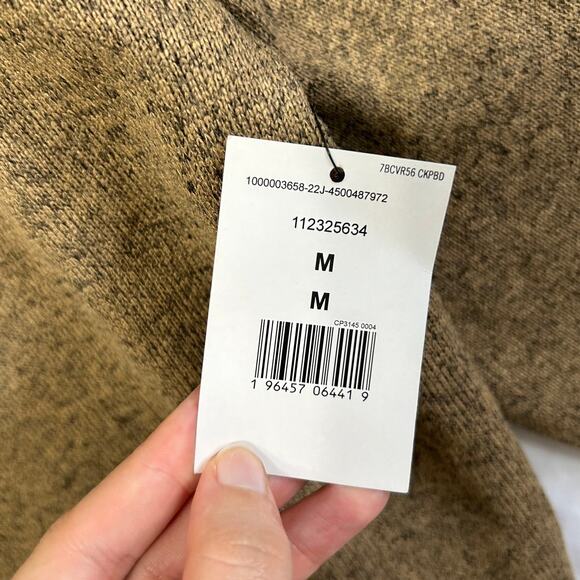 7BCVR56 CKPBD
1000003658-22J-4500487972
112325634
M
M
CP3145 0004
1 96457 06441 9